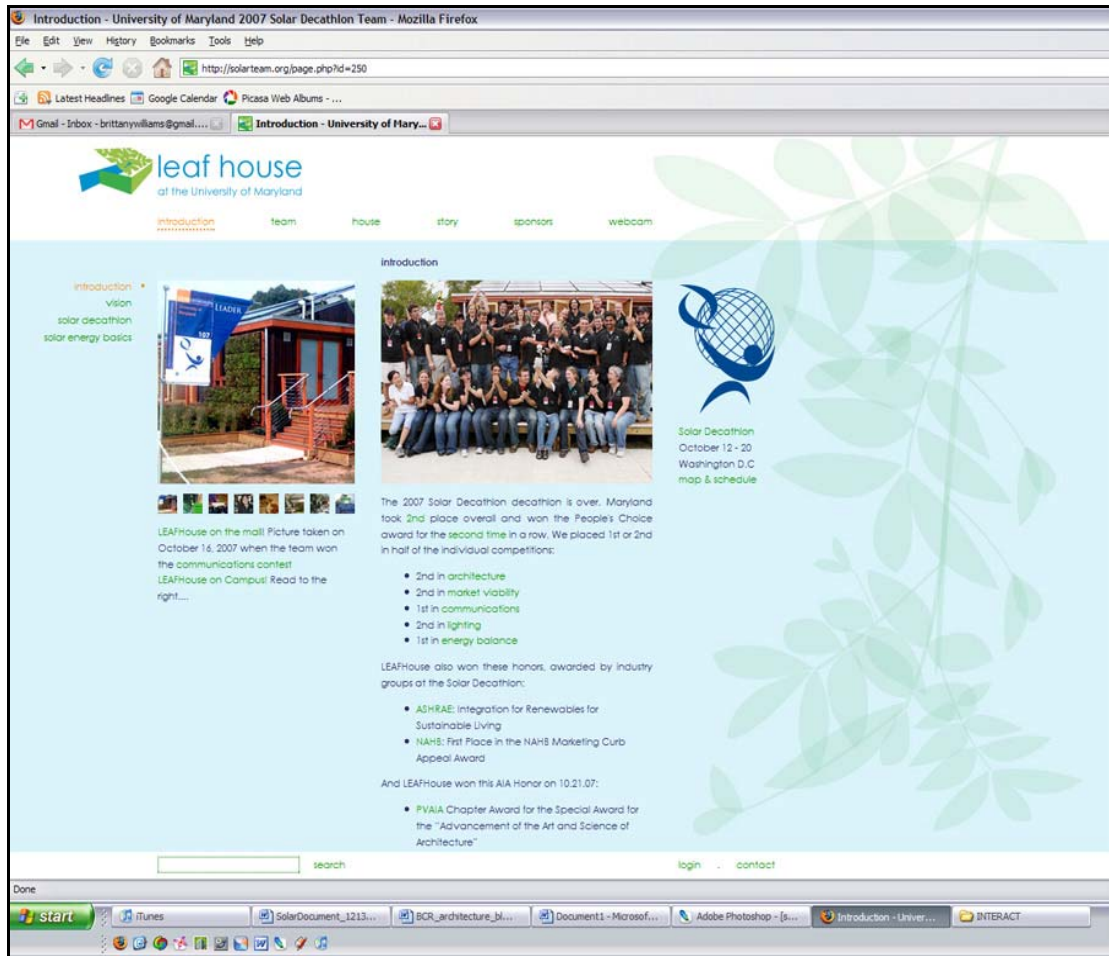 Introduction - University of Maryland 2007 Solar Decathlon Team - Mozilla Firefox
File Edit View History Bookmarks Tools Help
http://solarteam.org/page.php?id=250
Latest Headlines Google Calendar Picasa Web Albums - ...
Gmail - Inbox - brittanywilliams@gmail.... Introduction - University of Mary...
leaf house
at the University of Maryland
introduction team house story sponsors webcam
introduction
introduction
vision
solar decathlon
solar energy basics
LEADER
University of
Maryland
107
Solar Decathlon
October 12 - 20
Washington D.C
map & schedule
LEAFHouse on the mall! Picture taken on
October 16, 2007 when the team won
the communications contest
LEAFHouse on Campus! Read to the
right....
The 2007 Solar Decathlon decathlon is over. Maryland
took 2nd place overall and won the People's Choice
award for the second time in a row. We placed 1st or 2nd
in half of the individual competitions:
• 2nd in architecture
• 2nd in market viability
• 1st in communications
• 2nd in lighting
• 1st in energy balance
LEAFHouse also won these honors, awarded by industry
groups at the Solar Decathlon:
• ASHRAE: Integration for Renewables for
Sustainable Living
• NAHB: First Place in the NAHB Marketing Curb
Appeal Award
And LEAFHouse won this AIA Honor on 10.21.07:
• PVAIA Chapter Award for the Special Award for
the "Advancement of the Art and Science of
Architecture"
search login . contact
Done
start iTunes SolarDocument_1213... BCR_architecture_bl... Document1 - Microsof... Adobe Photoshop - [s... Introduction - Univer... INTERACT